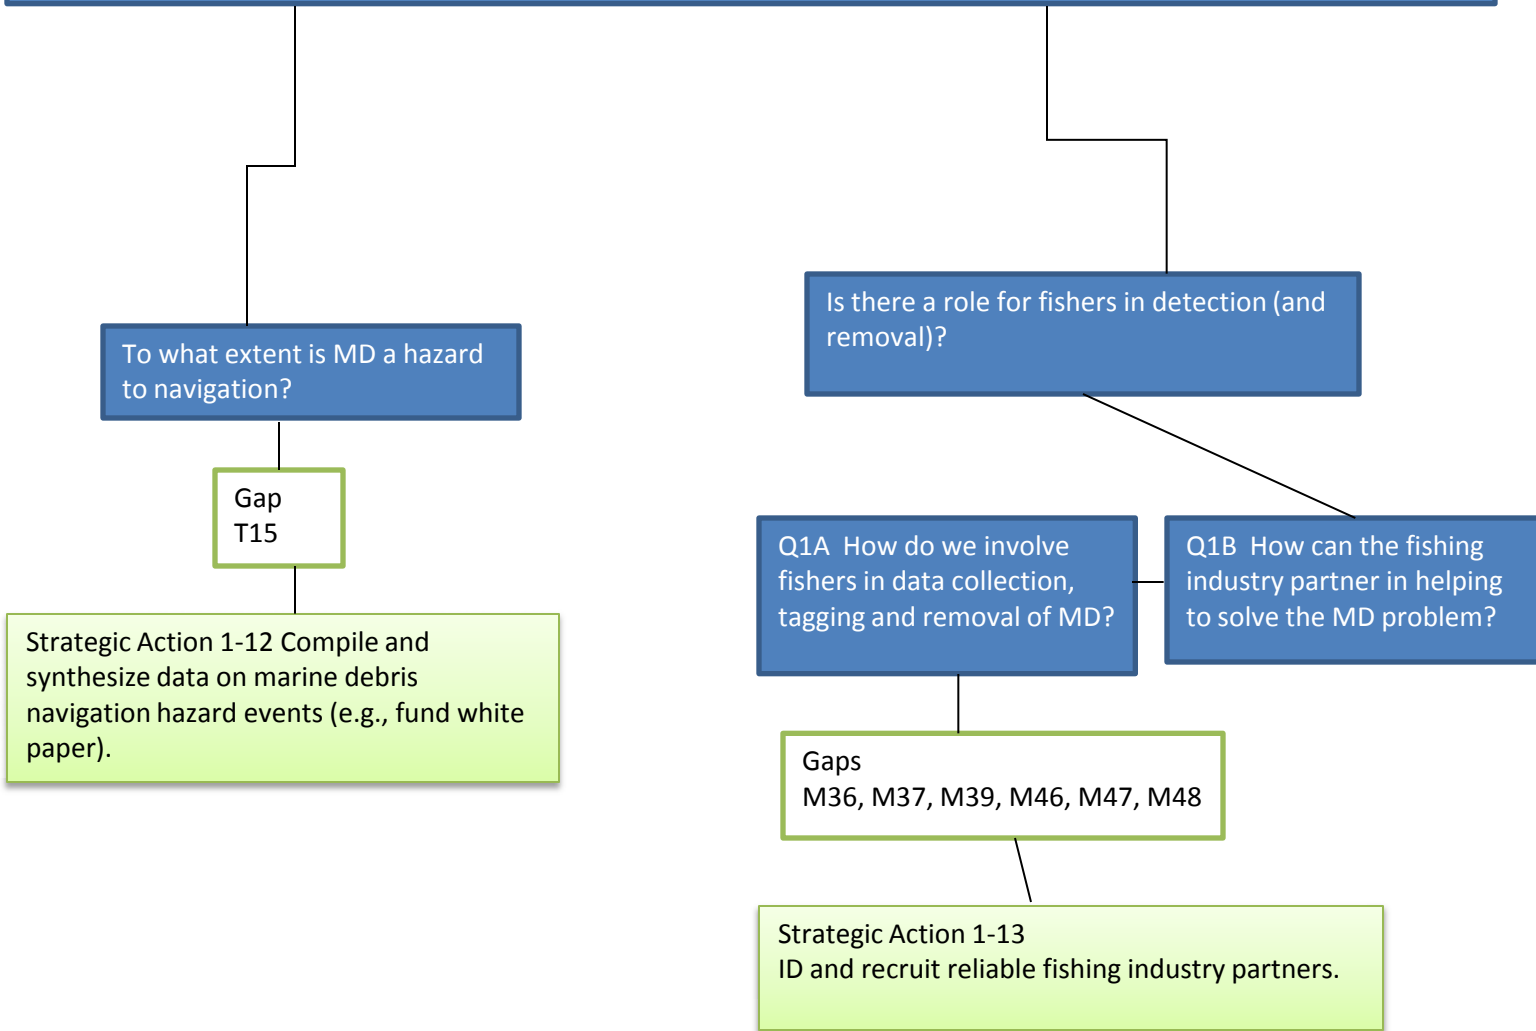 To what extent is MD a hazard
to navigation?
Gap
T15
Strategic Action 1-12 Compile and
synthesize data on marine debris
navigation hazard events (e.g., fund white
paper).
Is there a role for fishers in detection (and
removal)?
Q1A  How do we involve
fishers in data collection,
tagging and removal of MD?
Q1B  How can the fishing
industry partner in helping
to solve the MD problem?
Gaps
M36, M37, M39, M46, M47, M48
Strategic Action 1-13
ID and recruit reliable fishing industry partners.